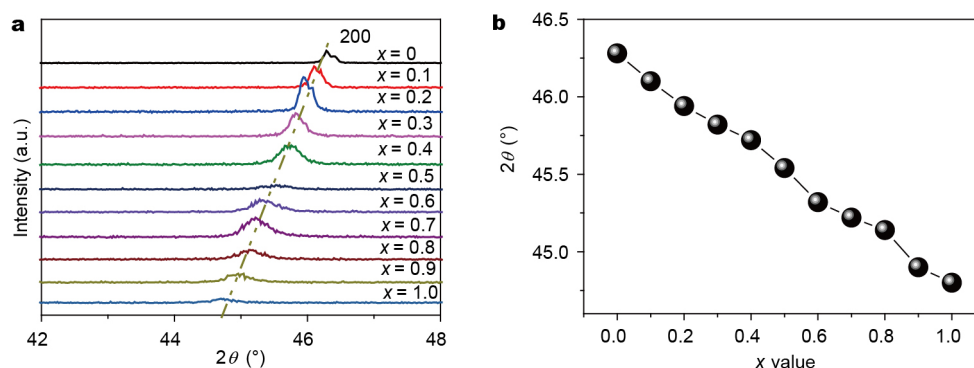 a
200
x = 0
x = 0.1
x = 0.2
x = 0.3
x = 0.4
x = 0.5
x = 0.6
x = 0.7
x = 0.8
x = 0.9
x = 1.0
Intensity (a.u.)
42 44 46 48
2θ (°)
b
46.5
46.0
45.5
45.0
2θ (°)
0.0 0.2 0.4 0.6 0.8 1.0
x value